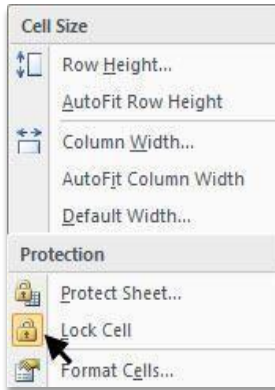 Cell Size
Row Height...
AutoFit Row Height
Column Width...
AutoFit Column Width
Default Width...
Protection
Protect Sheet...
Lock Cell
Format Cells...